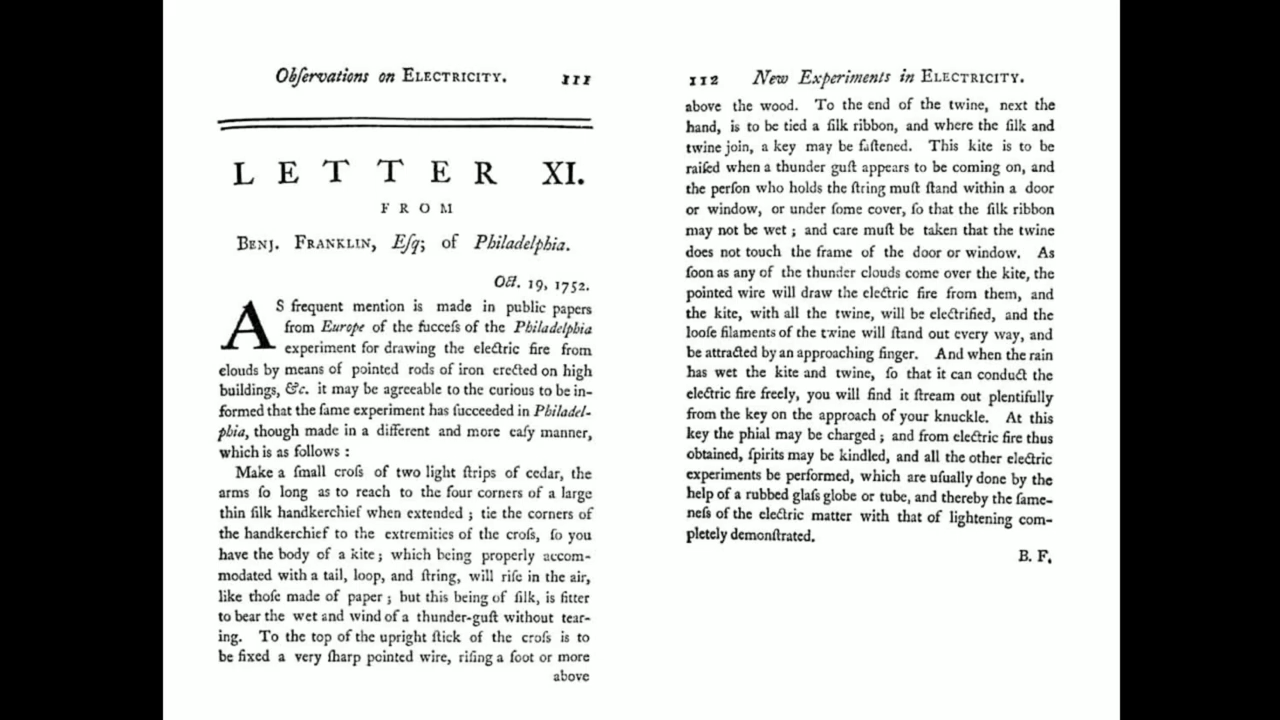 Obſervations on ELECTRICITY. 111
LETTER XI.
FROM
BENJ. FRANKLIN, Eſq; of Philadelphia.
Oct. 19, 1752.
AS frequent mention is made in public papers
from Europe of the ſucceſs of the Philadelphia
experiment for drawing the electric fire from
clouds by means of pointed rods of iron erected on high
buildings, &c. it may be agreeable to the curious to be in-
formed that the ſame experiment has ſucceeded in Philadel-
phia, though made in a different and more eaſy manner,
which is as follows :
Make a ſmall croſs of two light ſtrips of cedar, the
arms ſo long as to reach to the four corners of a large
thin ſilk handkerchief when extended ; tie the corners of
the handkerchief to the extremities of the croſs, ſo you
have the body of a kite ; which being properly accom-
modated with a tail, loop, and ſtring, will riſe in the air,
like thoſe made of paper ; but this being of ſilk, is fitter
to bear the wet and wind of a thunder-guſt without tear-
ing. To the top of the upright ſtick of the croſs is to
be fixed a very ſharp pointed wire, riſing a foot or more
above
112 New Experiments in ELECTRICITY.
above the wood. To the end of the twine, next the
hand, is to be tied a ſilk ribbon, and where the ſilk and
twine join, a key may be faſtened. This kite is to be
raiſed when a thunder guſt appears to be coming on, and
the perſon who holds the ſtring muſt ſtand within a door
or window, or under ſome cover, ſo that the ſilk ribbon
may not be wet ; and care muſt be taken that the twine
does not touch the frame of the door or window. As
ſoon as any of the thunder clouds come over the kite, the
pointed wire will draw the electric fire from them, and
the kite, with all the twine, will be electrified, and the
looſe filaments of the twine will ſtand out every way, and
be attracted by an approaching finger. And when the rain
has wet the kite and twine, ſo that it can conduct the
electric fire freely, you will find it ſtream out plentifully
from the key on the approach of your knuckle. At this
key the phial may be charged ; and from electric fire thus
obtained, ſpirits may be kindled, and all the other electric
experiments be performed, which are uſually done by the
help of a rubbed glaſs globe or tube, and thereby the ſame-
neſs of the electric matter with that of lightening com-
pletely demonſtrated.
B. F.